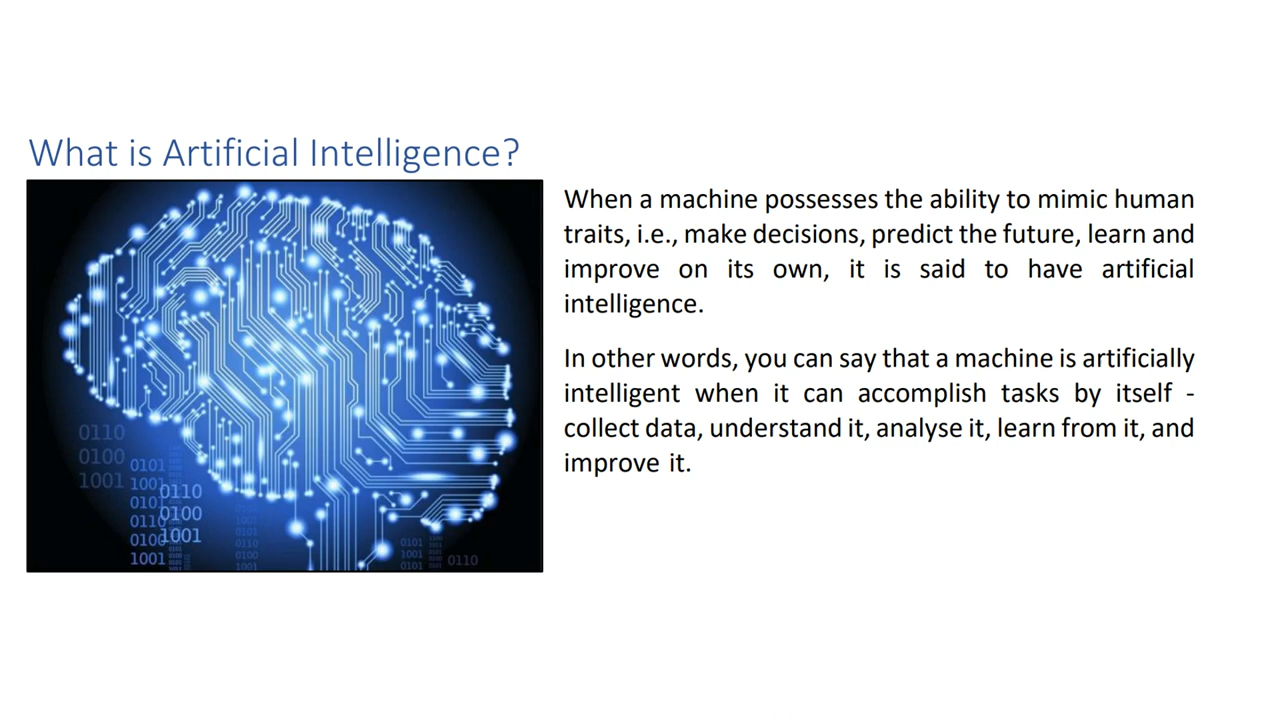 What is Artificial Intelligence?
When a machine possesses the ability to mimic human
traits, i.e., make decisions, predict the future, learn and
improve on its own, it is said to have artificial
intelligence.
In other words, you can say that a machine is artificially
intelligent when it can accomplish tasks by itself -
collect data, understand it, analyse it, learn from it, and
improve it.
0110
0100
1001
0101
1001
0101
0110
0100
1001
0110
0100
1001
0101
0110
0100
1001
0101
1001
0101
0110